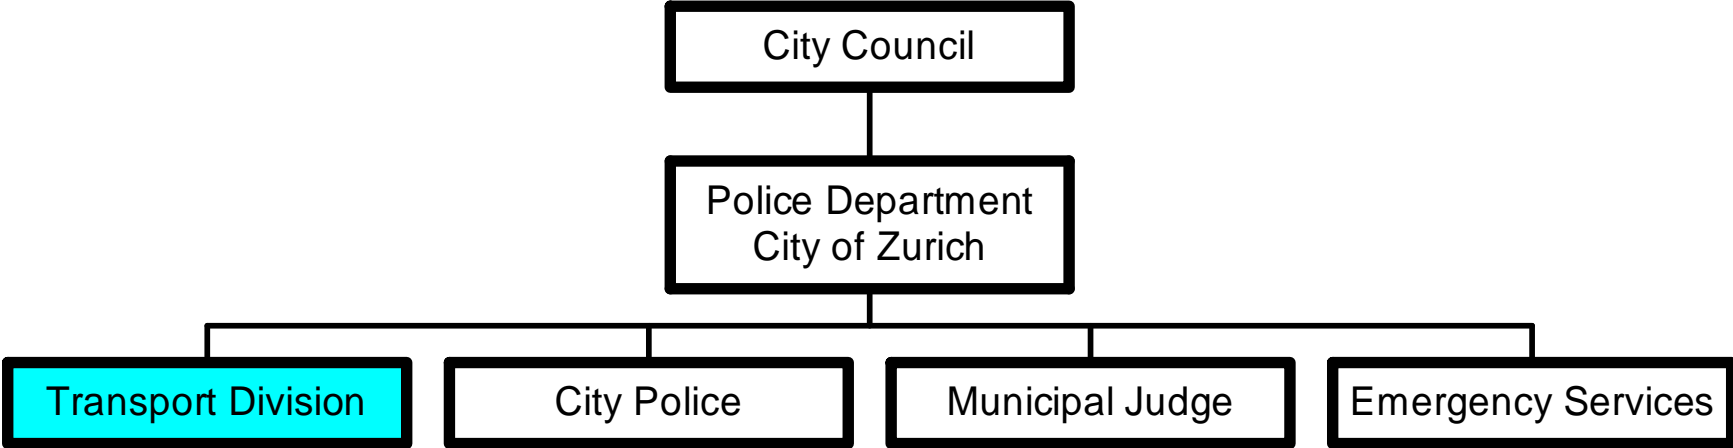 City Council
Police Department
City of Zurich
Transport Division
City Police
Municipal Judge
Emergency Services